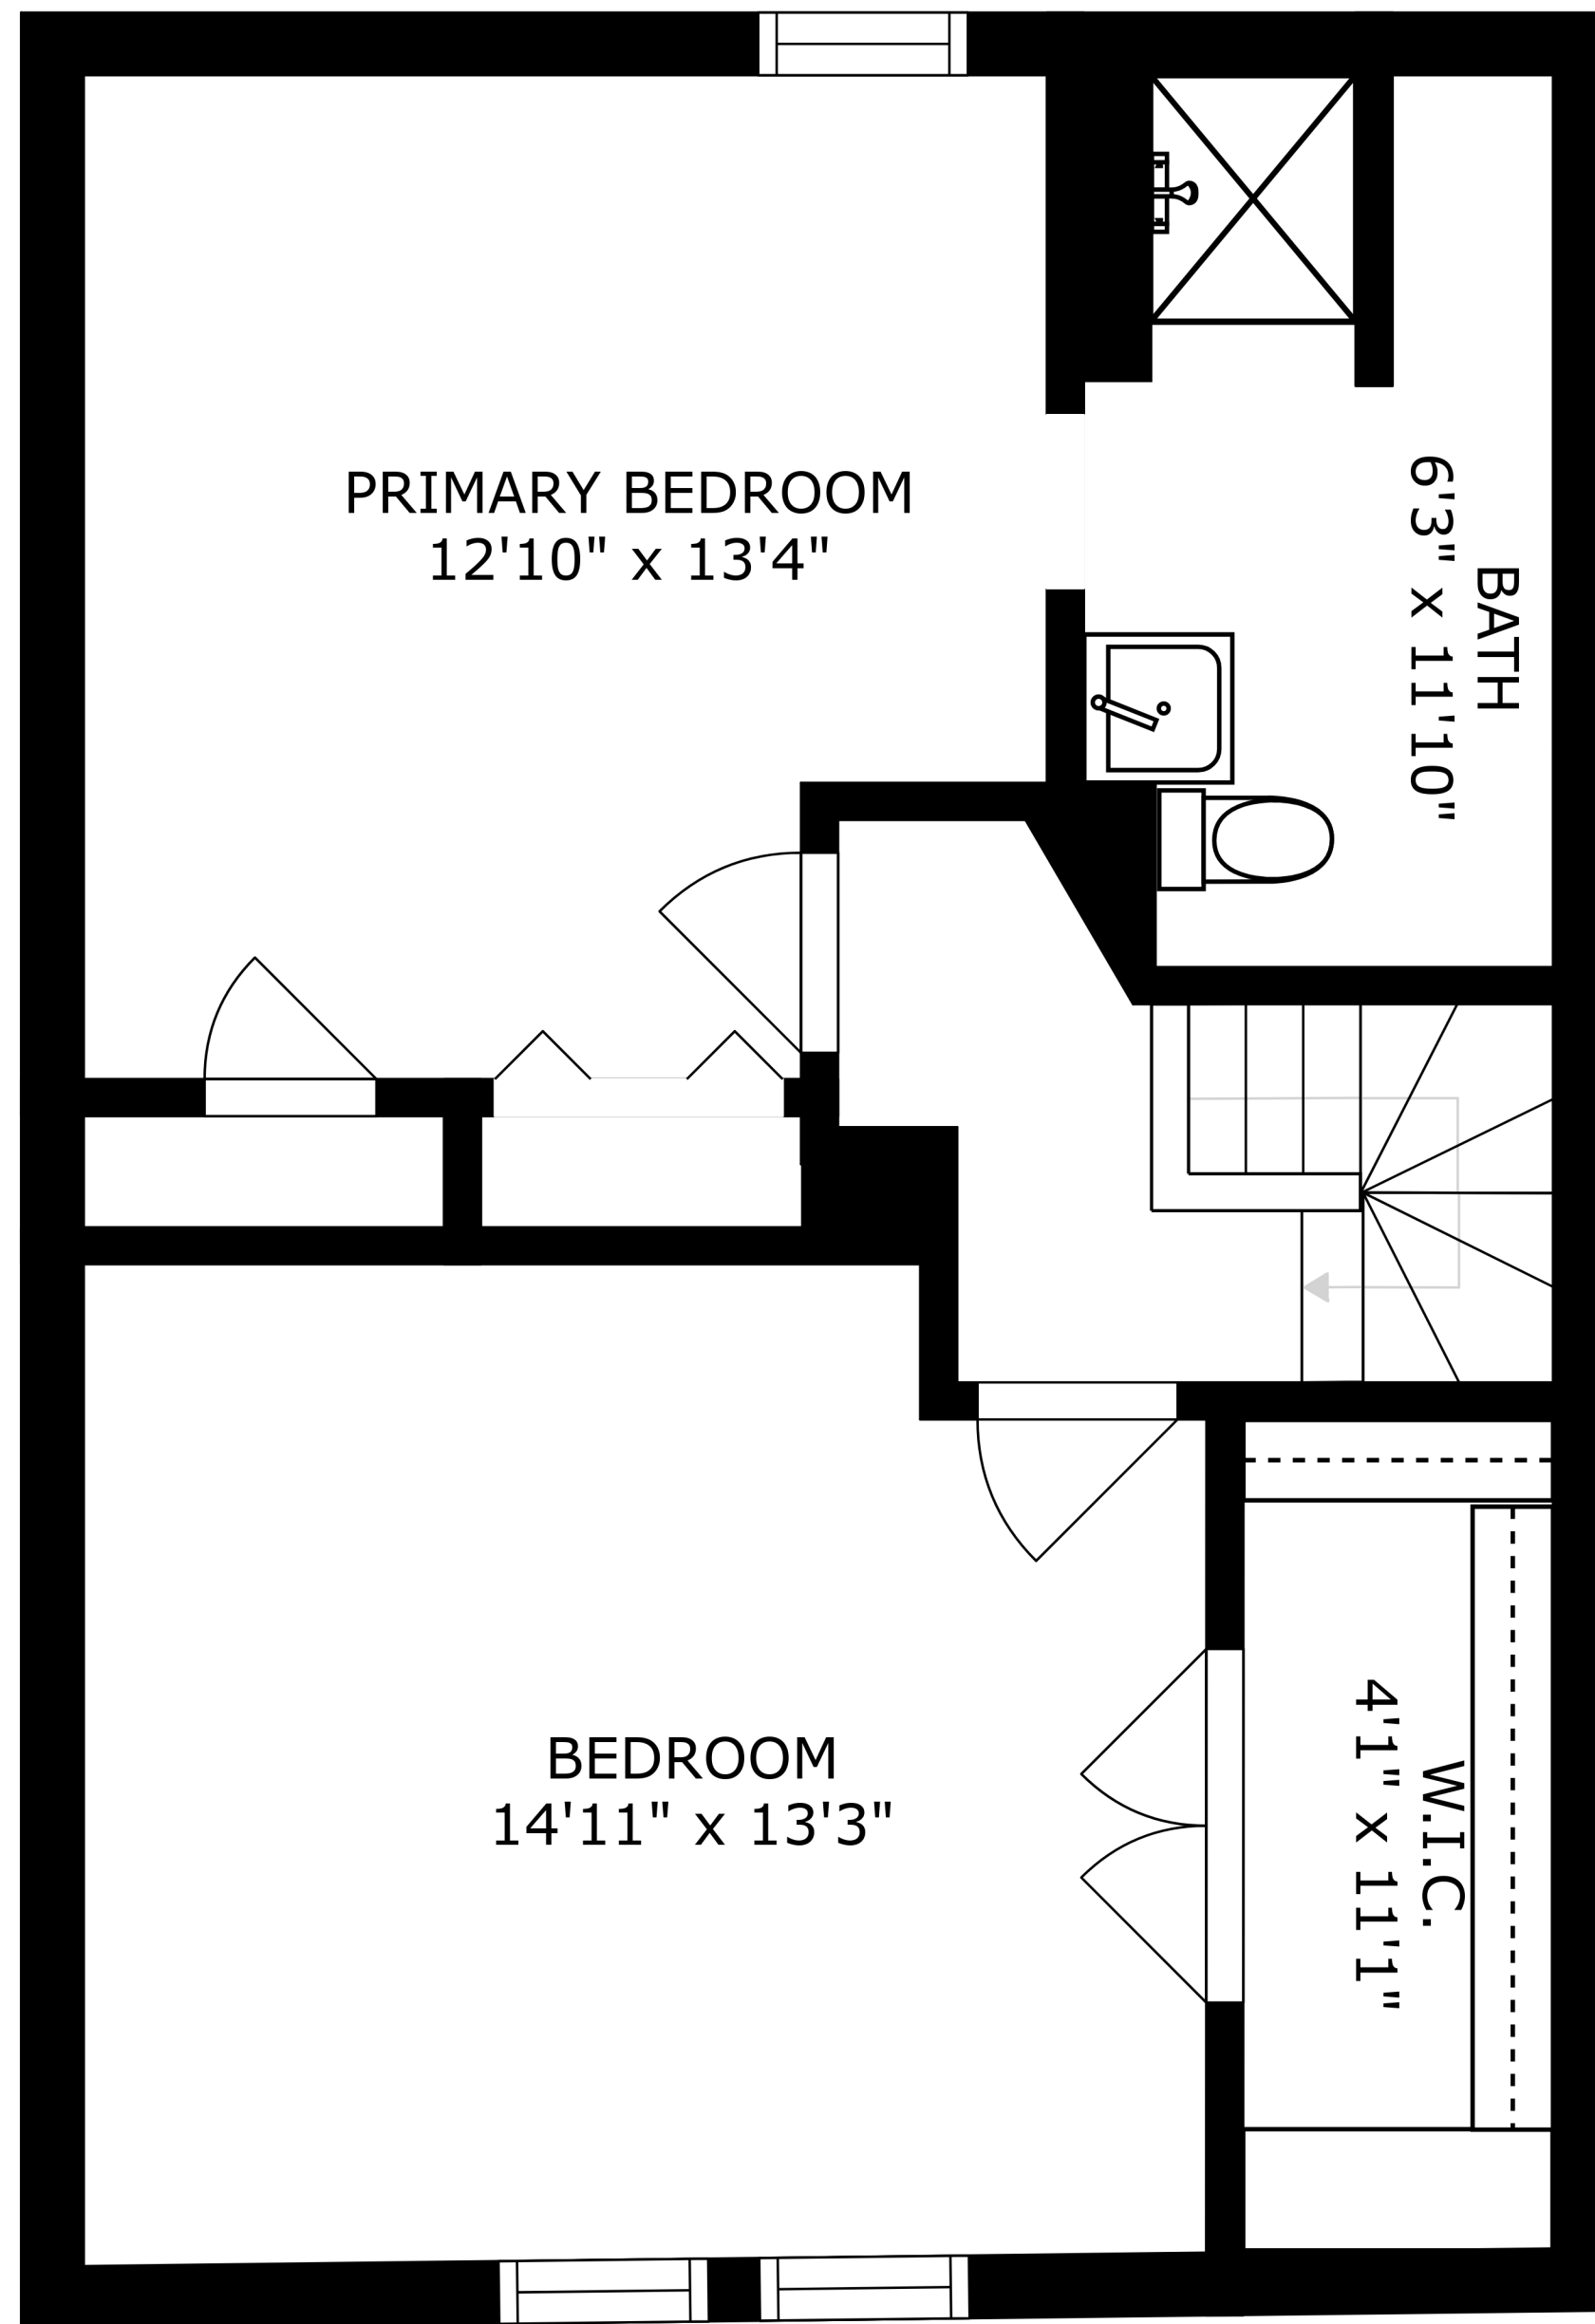 PRIMARY BEDROOM
12'10" x 13'4"
BATH
6'3" x 11'10"
BEDROOM
14'11" x 13'3"
W.I.C.
4'1" x 11'1"